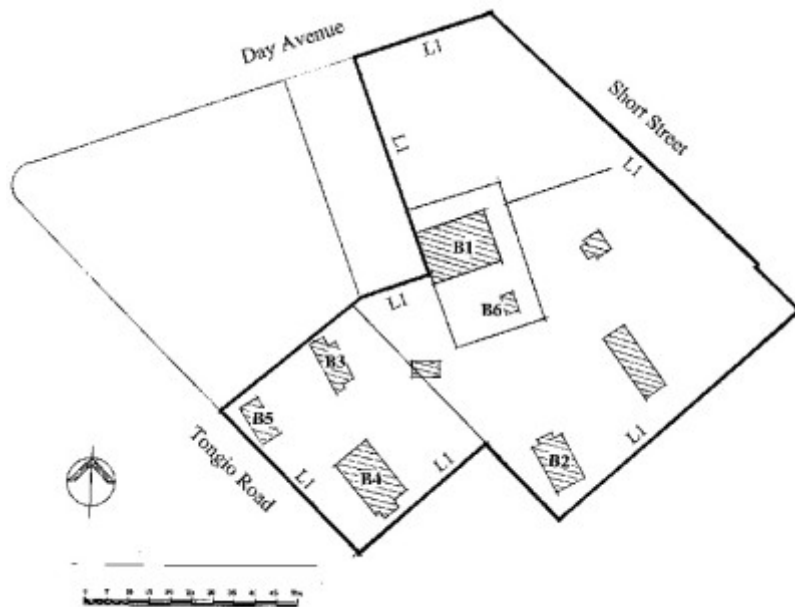 Day Avenue
L1
Short Street
L1
L1
B1
B6
L1
B3
B5
Tongio Road
L1
B4
L1
B2
L1